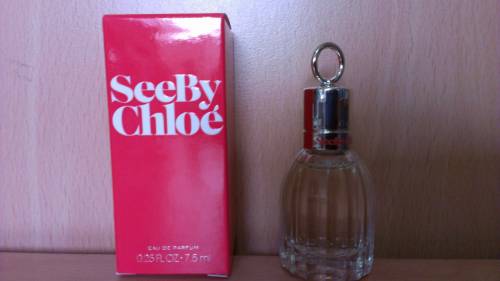 SeeBy
Chloé
EAU DE PARFUM
0.25 FL OZ • 7.5 ml